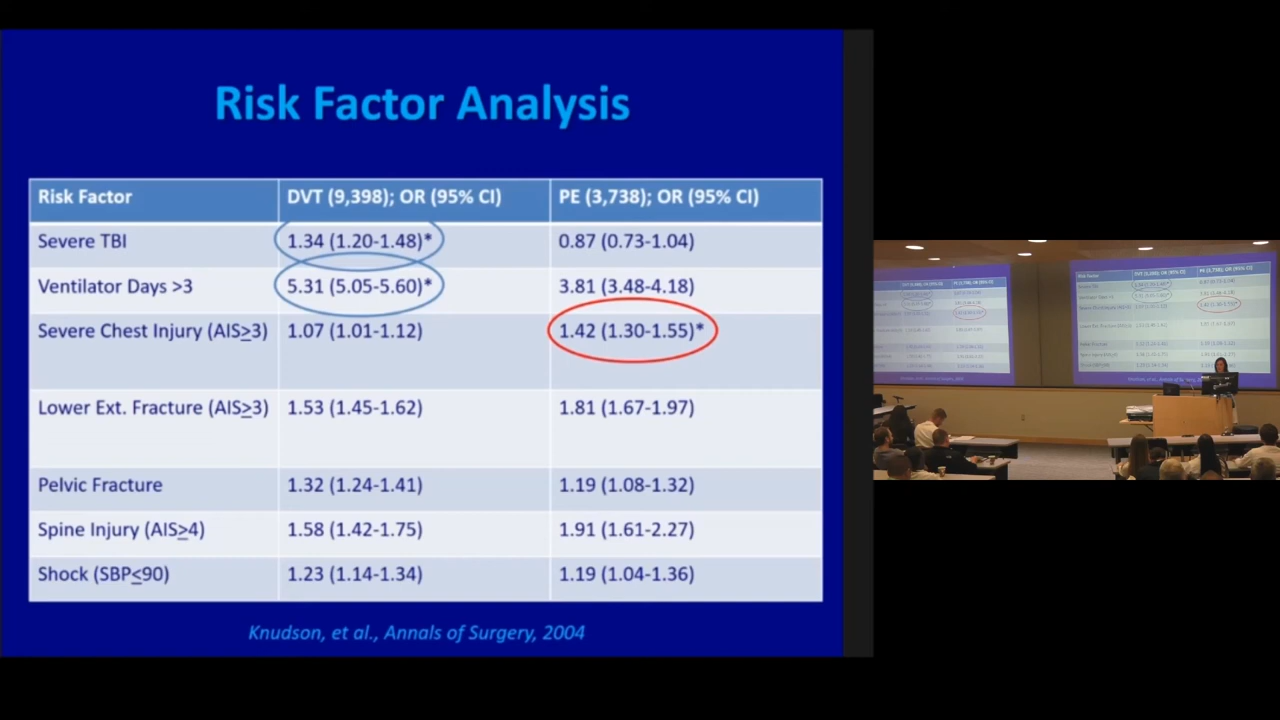 Risk Factor Analysis
Risk Factor DVT (9,398); OR (95% CI) PE (3,738); OR (95% CI)
Severe TBI 1.34 (1.20-1.48)* 0.87 (0.73-1.04)
Ventilator Days >3 5.31 (5.05-5.60)* 3.81 (3.48-4.18)
Severe Chest Injury (AIS≥3) 1.07 (1.01-1.12) 1.42 (1.30-1.55)*
Lower Ext. Fracture (AIS≥3) 1.53 (1.45-1.62) 1.81 (1.67-1.97)
Pelvic Fracture 1.32 (1.24-1.41) 1.19 (1.08-1.32)
Spine Injury (AIS≥4) 1.58 (1.42-1.75) 1.91 (1.61-2.27)
Shock (SBP≤90) 1.23 (1.14-1.34) 1.19 (1.04-1.36)
Knudson, et al., Annals of Surgery, 2004